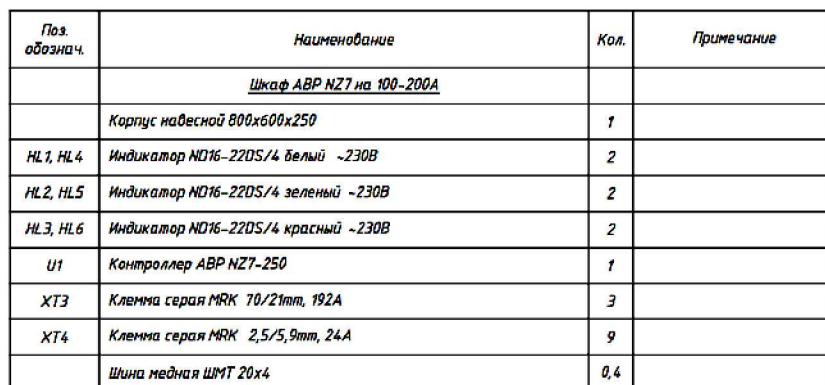 Поз. обознач. Наименование Кол. Примечание
Шкаф АВР NZ7 на 100-200А
Корпус навесной 800х600х250 1
HL1, HL4 Индикатор ND16-22DS/4 белый ~230В 2
HL2, HL5 Индикатор ND16-22DS/4 зеленый ~230В 2
HL3, HL6 Индикатор ND16-22DS/4 красный ~230В 2
U1 Контроллер АВР NZ7-250 1
XT3 Клемма серая MRK 70/21mm, 192А 3
XT4 Клемма серая MRK 2,5/5,9mm, 24А 9
Шина медная ШМТ 20х4 0,4